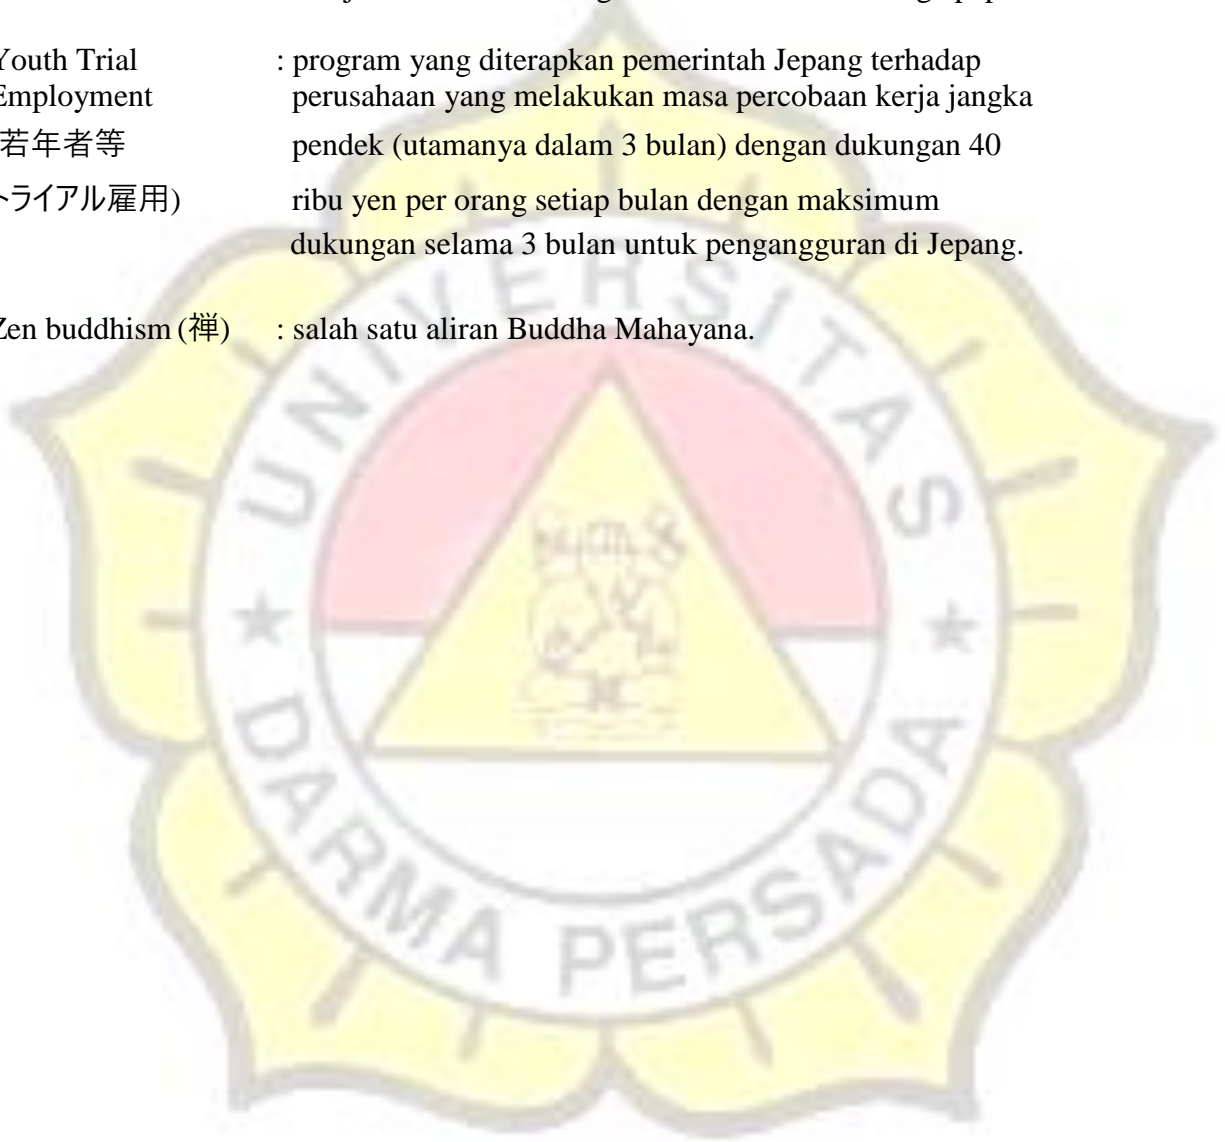 Youth Trial : program yang diterapkan pemerintah Jepang terhadap
Employment perusahaan yang melakukan masa percobaan kerja jangka
若年者等 pendek (utamanya dalam 3 bulan) dengan dukungan 40
トライアル雇用) ribu yen per orang setiap bulan dengan maksimum
dukungan selama 3 bulan untuk pengangguran di Jepang.
Zen buddhism (禅) : salah satu aliran Buddha Mahayana.
UNIVERSITAS
DARMA PERSADA